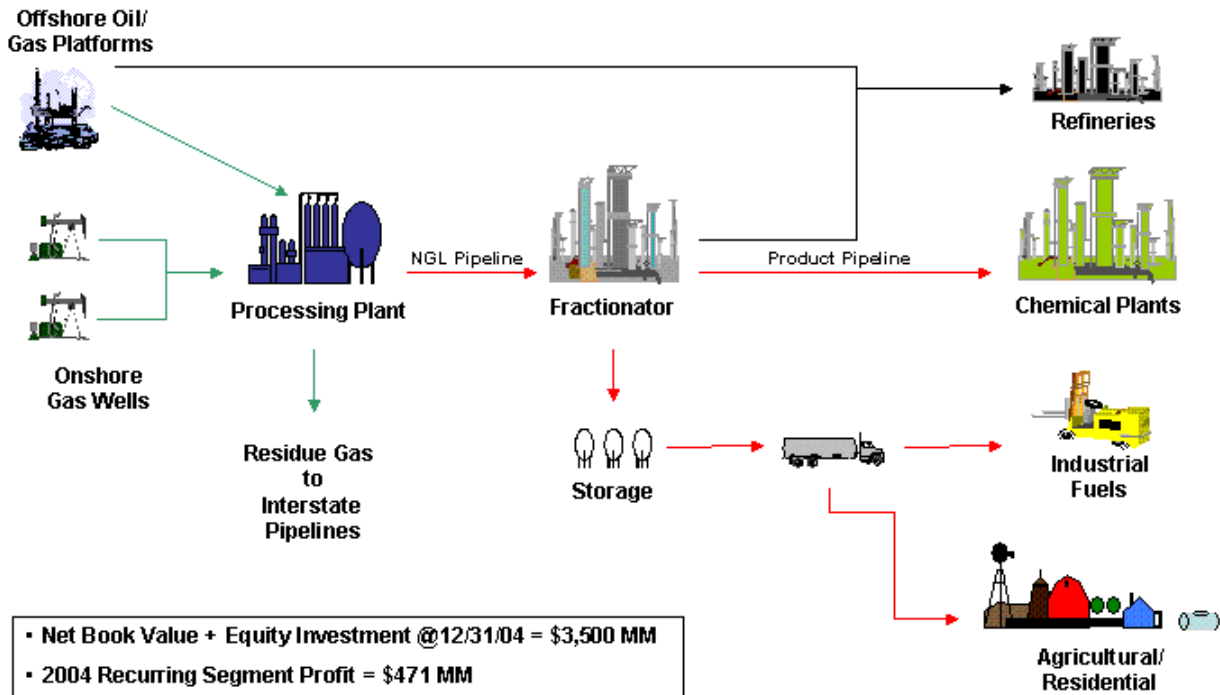 Offshore Oil/
Gas Platforms
Refineries
NGL Pipeline
Product Pipeline
Processing Plant
Fractionator
Chemical Plants
Onshore
Gas Wells
Residue Gas
to
Interstate
Pipelines
Storage
Industrial
Fuels
Agricultural/
Residential
▪ Net Book Value + Equity Investment @12/31/04 = $3,500 MM
▪ 2004 Recurring Segment Profit = $471 MM